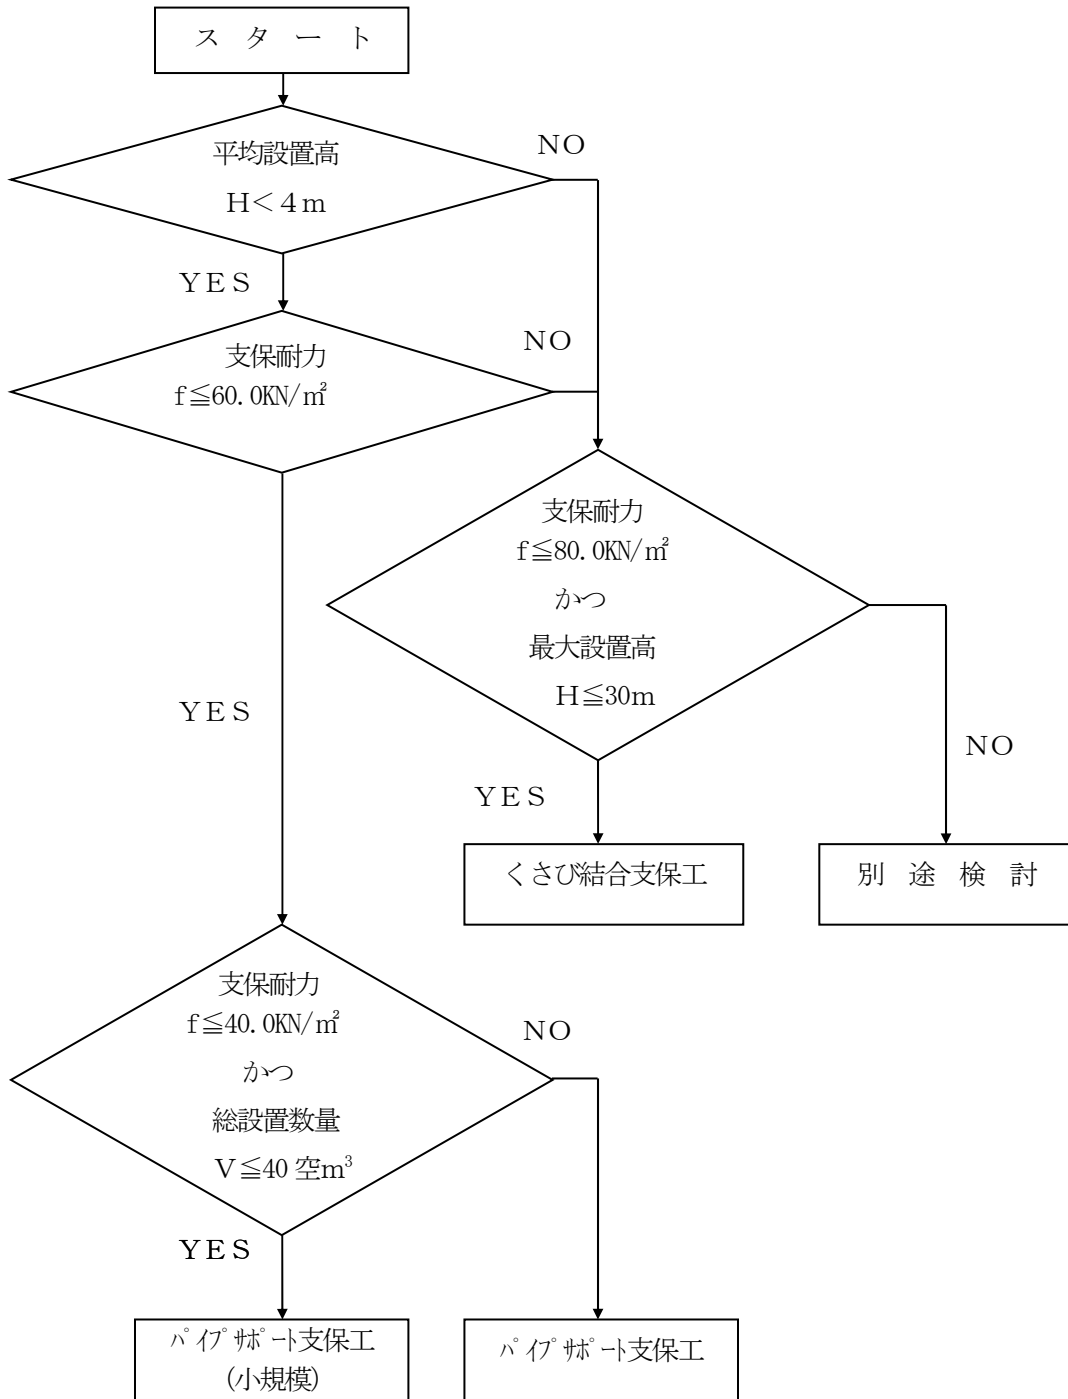 ス タ ー ト
平均設置高
H<4m
NO
YES
支保耐力
f≦60.0KN/㎡
NO
支保耐力
f≦80.0KN/㎡
かつ
最大設置高
H≦30m
YES
NO
YES
くさび結合支保工
別 途 検 討
支保耐力
f≦40.0KN/㎡
かつ
総設置数量
V≦40 空m³
NO
YES
ﾊﾟｲﾌﾟｻﾎﾟｰﾄ支保工
(小規模)
ﾊﾟｲﾌﾟｻﾎﾟｰﾄ支保工